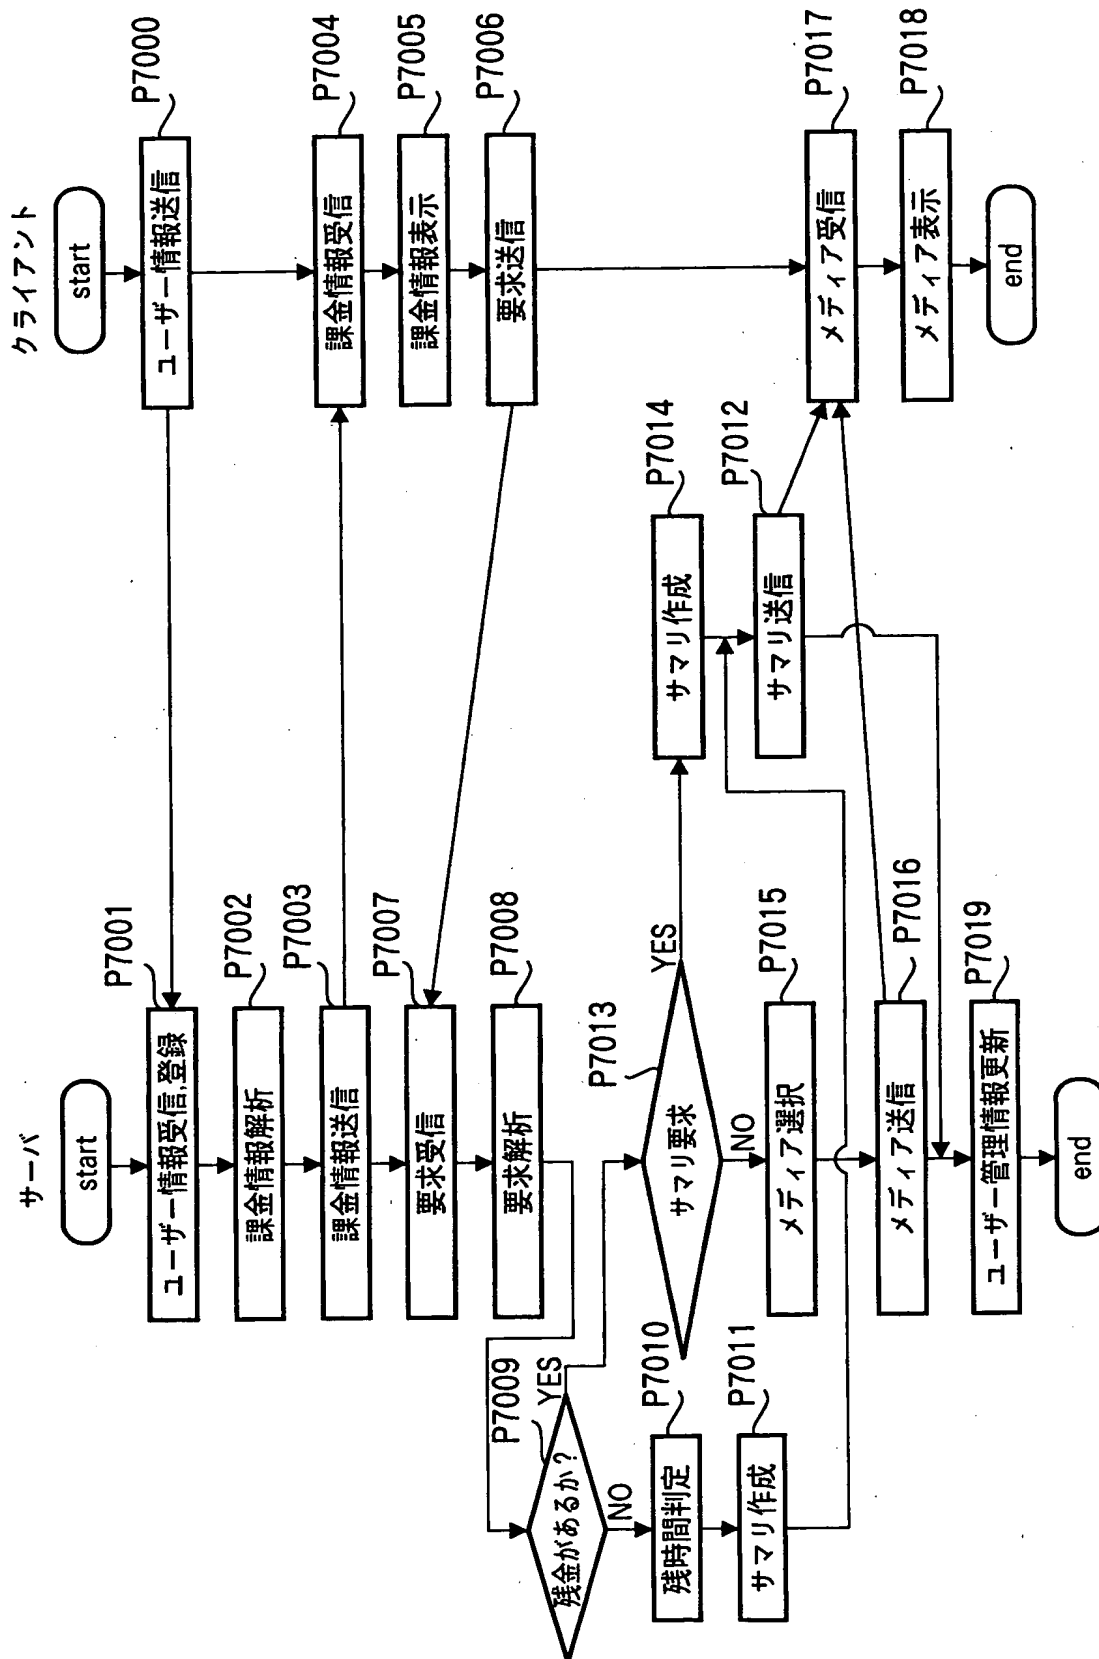 サーバ
start
P7001
ユーザー情報受信,登録
P7002
課金情報解析
P7003
課金情報送信
P7007
要求受信
P7008
要求解析
P7009
残金があるか?
YES
NO
P7010
残時間判定
P7011
サマリ作成
P7013
サマリ要求
YES
NO
P7014
サマリ作成
P7012
サマリ送信
P7015
メディア選択
P7016
メディア送信
P7019
ユーザー管理情報更新
end
クライアント
start
P7000
ユーザー情報送信
P7004
課金情報受信
P7005
課金情報表示
P7006
要求送信
P7017
メディア受信
P7018
メディア表示
end